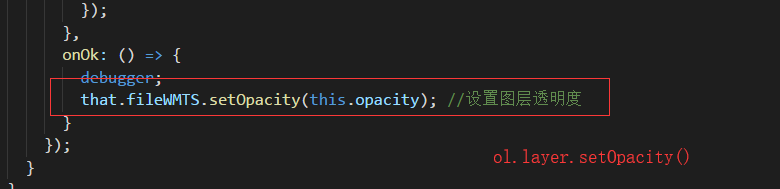 });
},
onOk: () => {
debugger;
that.fileWMTS.setOpacity(this.opacity); //设置图层透明度
}
});
}
ol.layer.setOpacity()